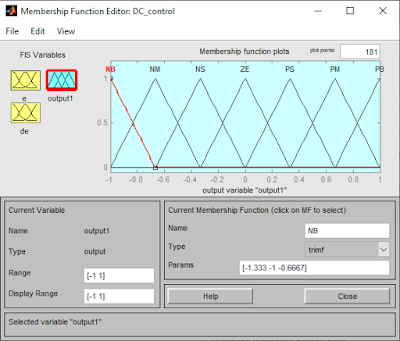 Membership Function Editor: DC_control
File Edit View
FIS Variables
e
output1
de
Membership function plots
plot points:
181
NB NM NS ZE PS PM PB
1
0.5
0
-1 -0.8 -0.6 -0.4 -0.2 0 0.2 0.4 0.6 0.8 1
output variable "output1"
Current Variable
Name output1
Type output
Range [-1 1]
Display Range [-1 1]
Current Membership Function (click on MF to select)
Name NB
Type trimf
Params [-1.333 -1 -0.6667]
Help Close
Selected variable "output1"